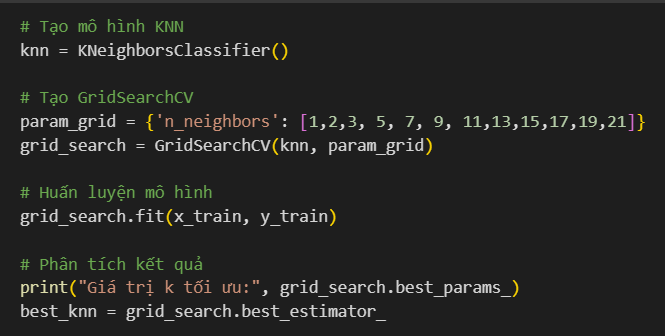 # Tạo mô hình KNN
knn = KNeighborsClassifier()
# Tạo GridSearchCV
param_grid = {'n_neighbors': [1,2,3, 5, 7, 9, 11,13,15,17,19,21]}
grid_search = GridSearchCV(knn, param_grid)
# Huấn luyện mô hình
grid_search.fit(x_train, y_train)
# Phân tích kết quả
print("Giá trị k tối ưu:", grid_search.best_params_)
best_knn = grid_search.best_estimator_